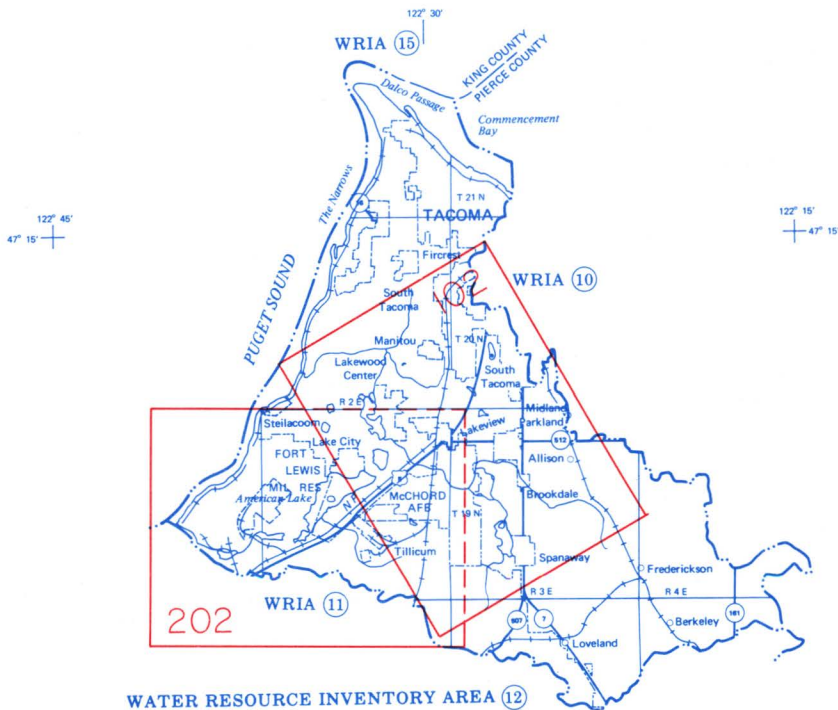 122° 30'
WRIA 15
KING COUNTY
PIERCE COUNTY
Dalco Passage
Commencement
Bay
The Narrows
122° 45'
47° 15'
122° 15'
47° 15'
16
T 21 N
TACOMA
Fircrest
PUGET SOUND
WRIA 10
102
South
Tacoma
Manitou
T 20 N
Lakewood
Center
South
Tacoma
R 2 E
Midland
Parkland
Steilacoom
Lakeview
Lake City
512
FORT
LEWIS
Allison
MIL RES
American Lake
McCHORD
AFB
Brookdale
T 19 N
Tillicum
Spanaway
Frederickson
WRIA 11
R 3 E
R 4 E
202
507
7
161
Berkeley
Loveland
WATER RESOURCE INVENTORY AREA 12